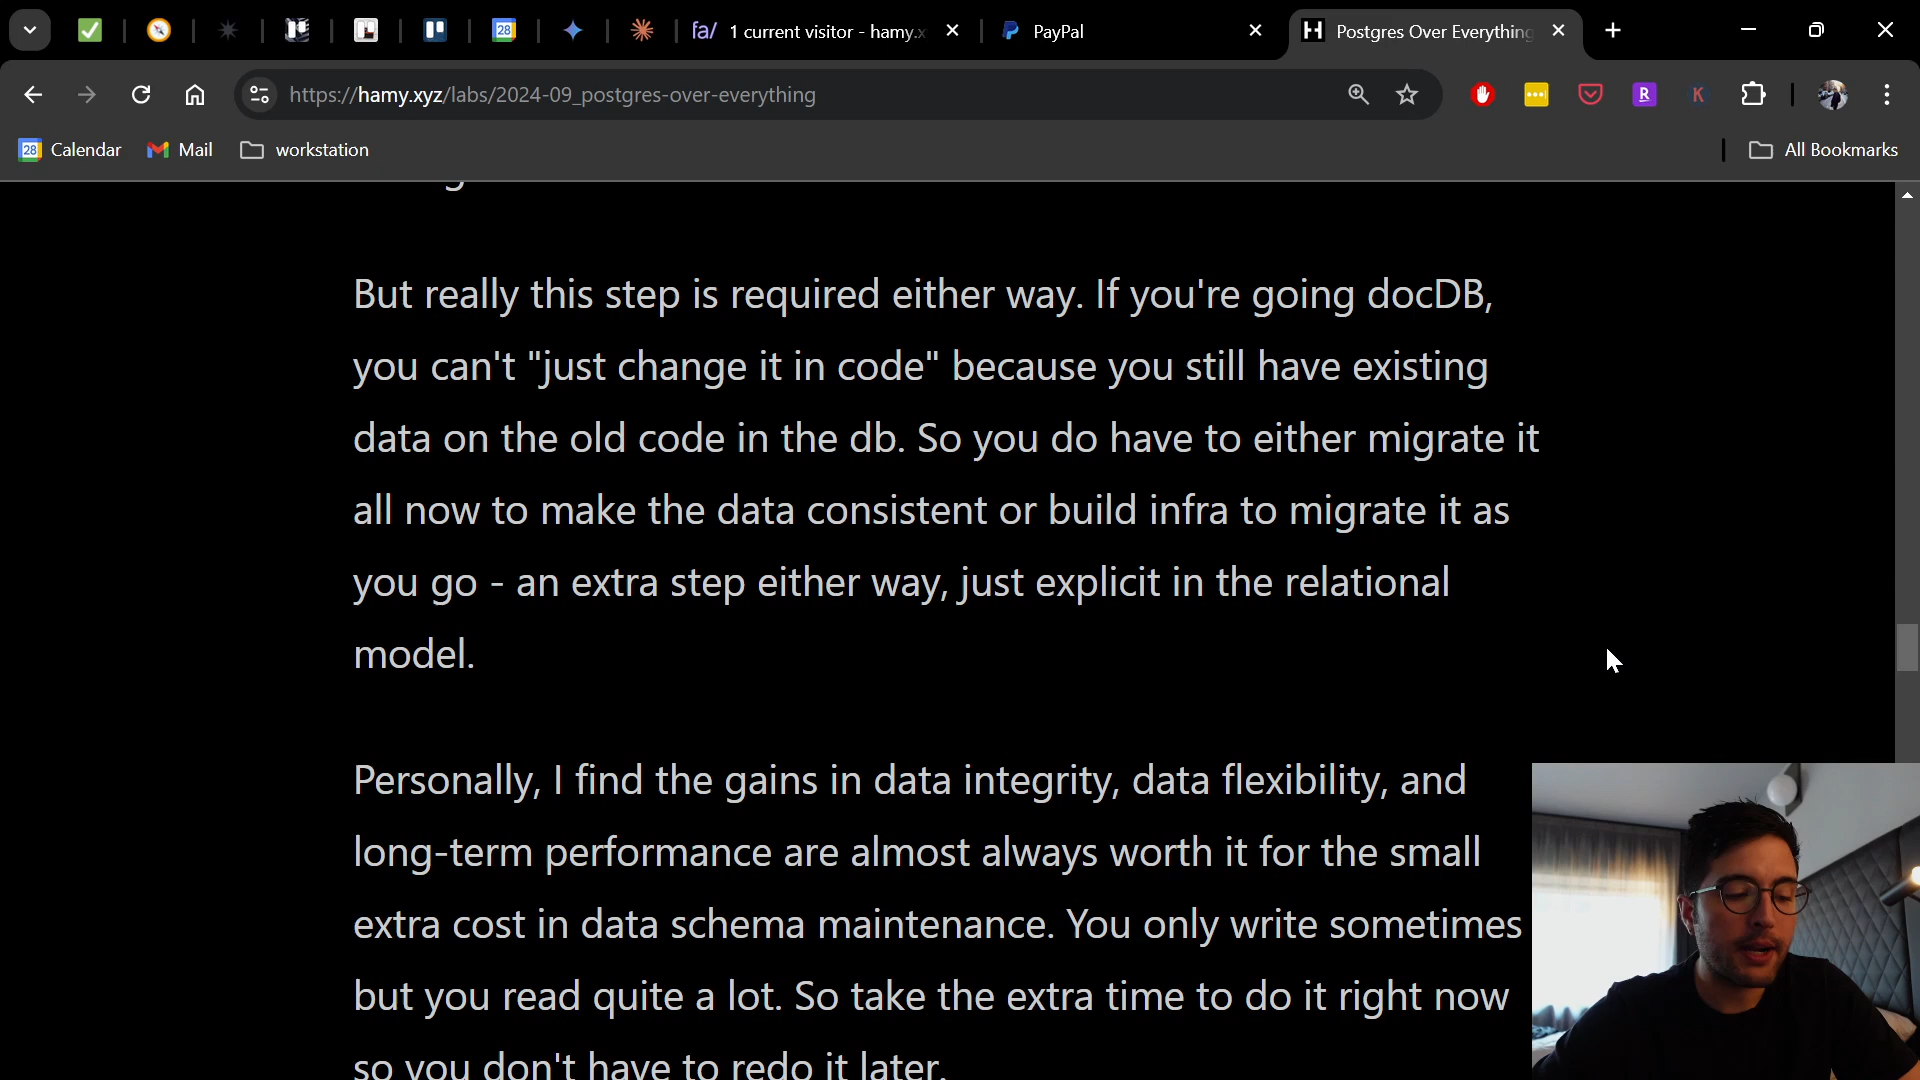 28
fa/ 1 current visitor - hamy.x
PayPal
Postgres Over Everything
https://hamy.xyz/labs/2024-09_postgres-over-everything
R
K
28 Calendar
Mail
workstation
All Bookmarks
But really this step is required either way. If you're going docDB,
you can't "just change it in code" because you still have existing
data on the old code in the db. So you do have to either migrate it
all now to make the data consistent or build infra to migrate it as
you go - an extra step either way, just explicit in the relational
model.
Personally, I find the gains in data integrity, data flexibility, and
long-term performance are almost always worth it for the small
extra cost in data schema maintenance. You only write sometimes
but you read quite a lot. So take the extra time to do it right now
so you don't have to redo it later.